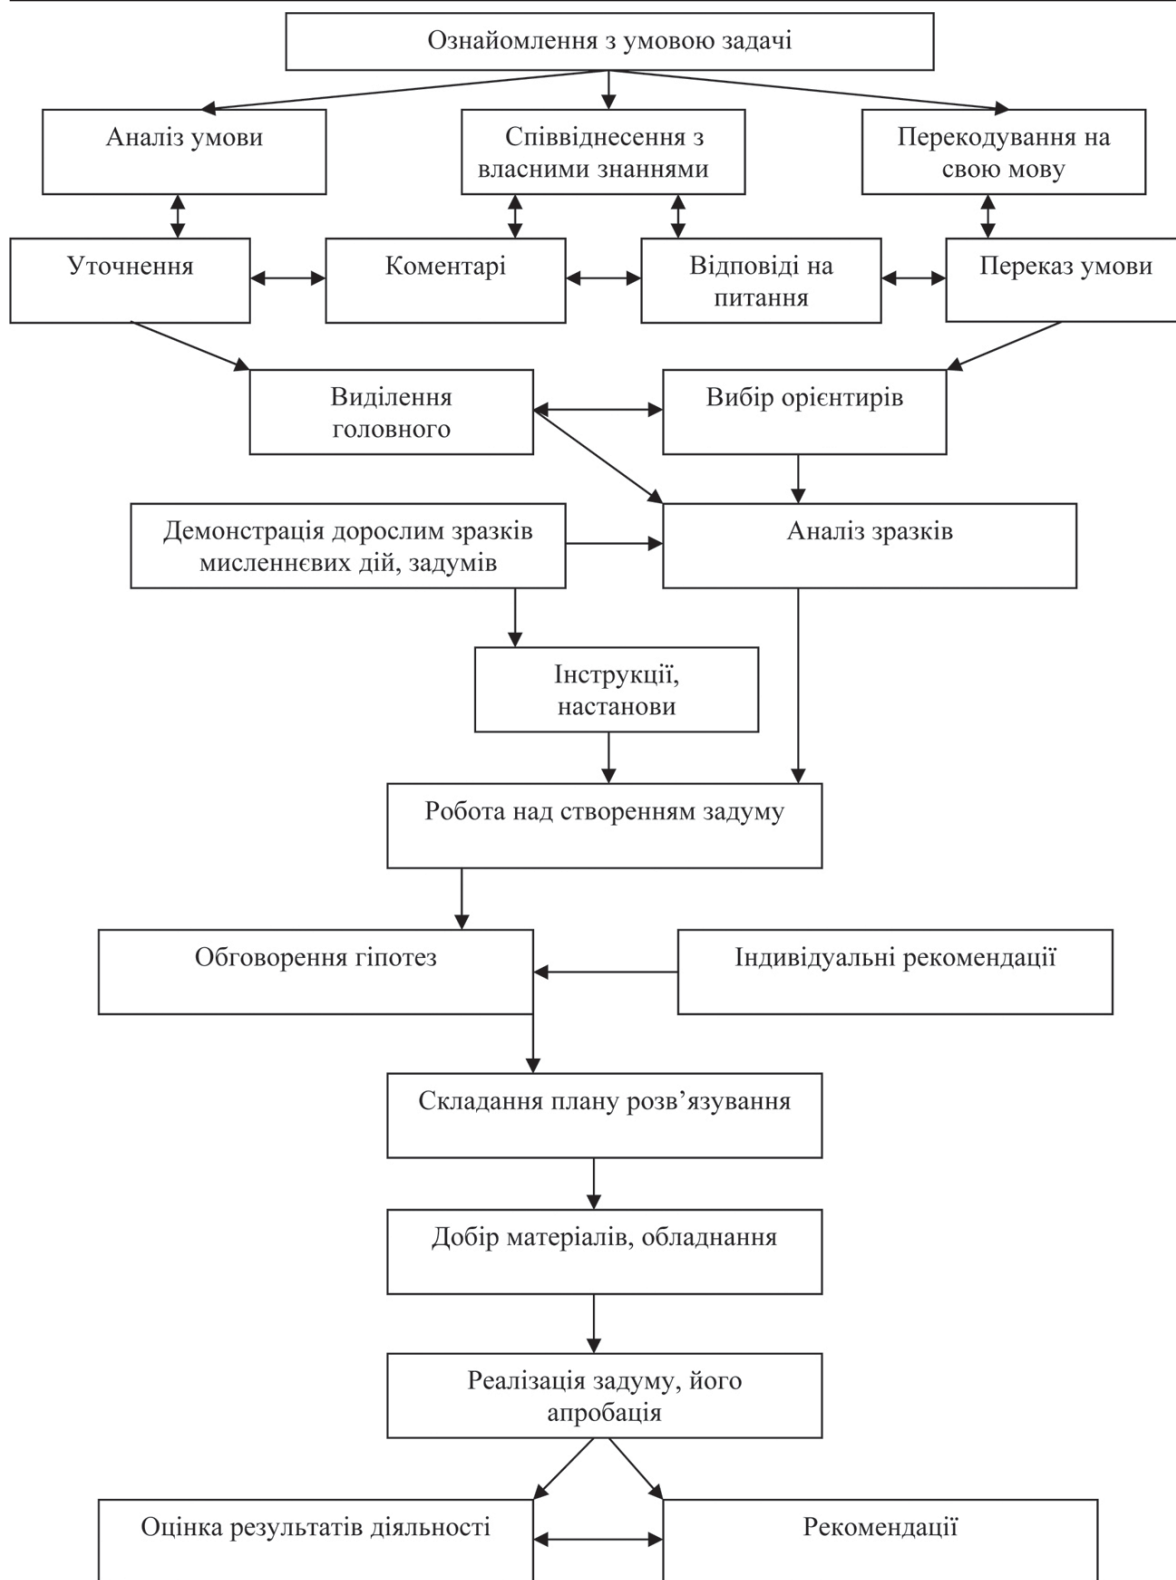 Ознайомлення з умовою задачі
Аналіз умови
Співвіднесення з
власними знаннями
Перекодування на
свою мову
Уточнення
Коментарі
Відповіді на
питання
Переказ умови
Виділення
головного
Вибір орієнтирів
Демонстрація дорослим зразків
мисленнєвих дій, задумів
Аналіз зразків
Інструкції,
настанови
Робота над створенням задуму
Обговорення гіпотез
Індивідуальні рекомендації
Складання плану розв’язування
Добір матеріалів, обладнання
Реалізація задуму, його
апробація
Оцінка результатів діяльності
Рекомендації